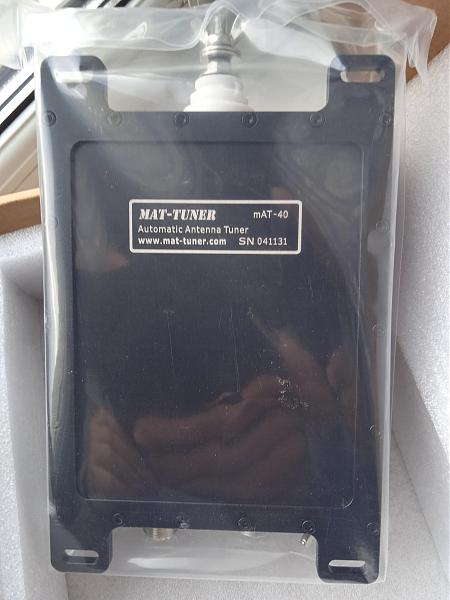 MAT-TUNER mAT-40
Automatic Antenna Tuner
www.mat-tuner.com SN 041131